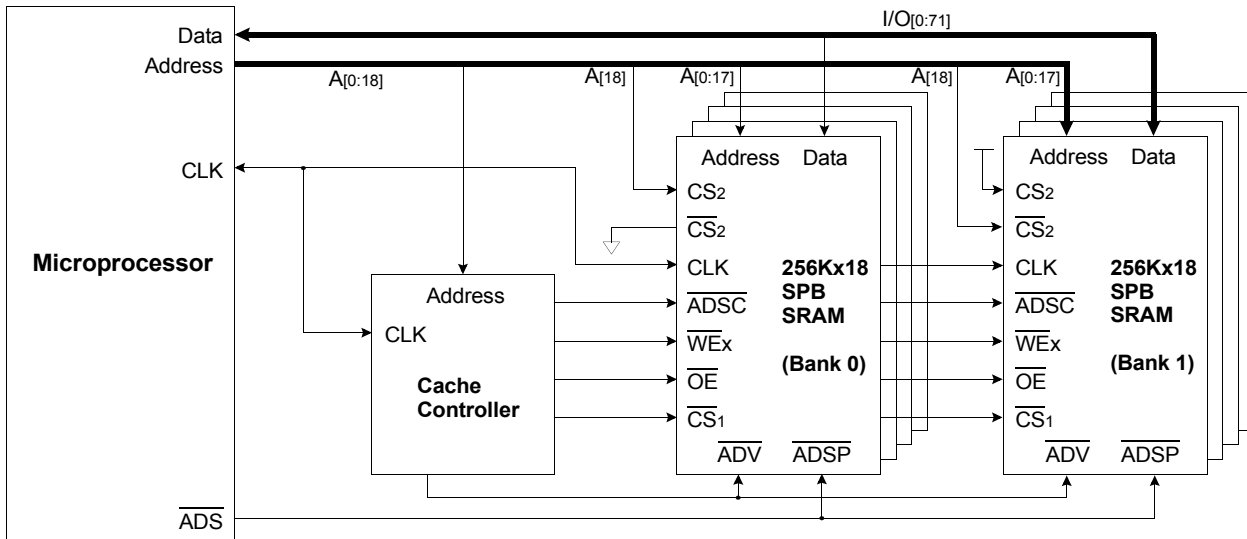 I/O[0:71]
Data
Address
A[0:18]
A[18]
A[0:17]
A[18]
A[0:17]
CLK
Microprocessor
ADS
Address
CLK
Cache
Controller
Address Data
CS2
CS2
CLK
ADSC
WEx
OE
CS1
ADV ADSP
256Kx18
SPB
SRAM
(Bank 0)
Address Data
CS2
CS2
CLK
ADSC
WEx
OE
CS1
ADV ADSP
256Kx18
SPB
SRAM
(Bank 1)